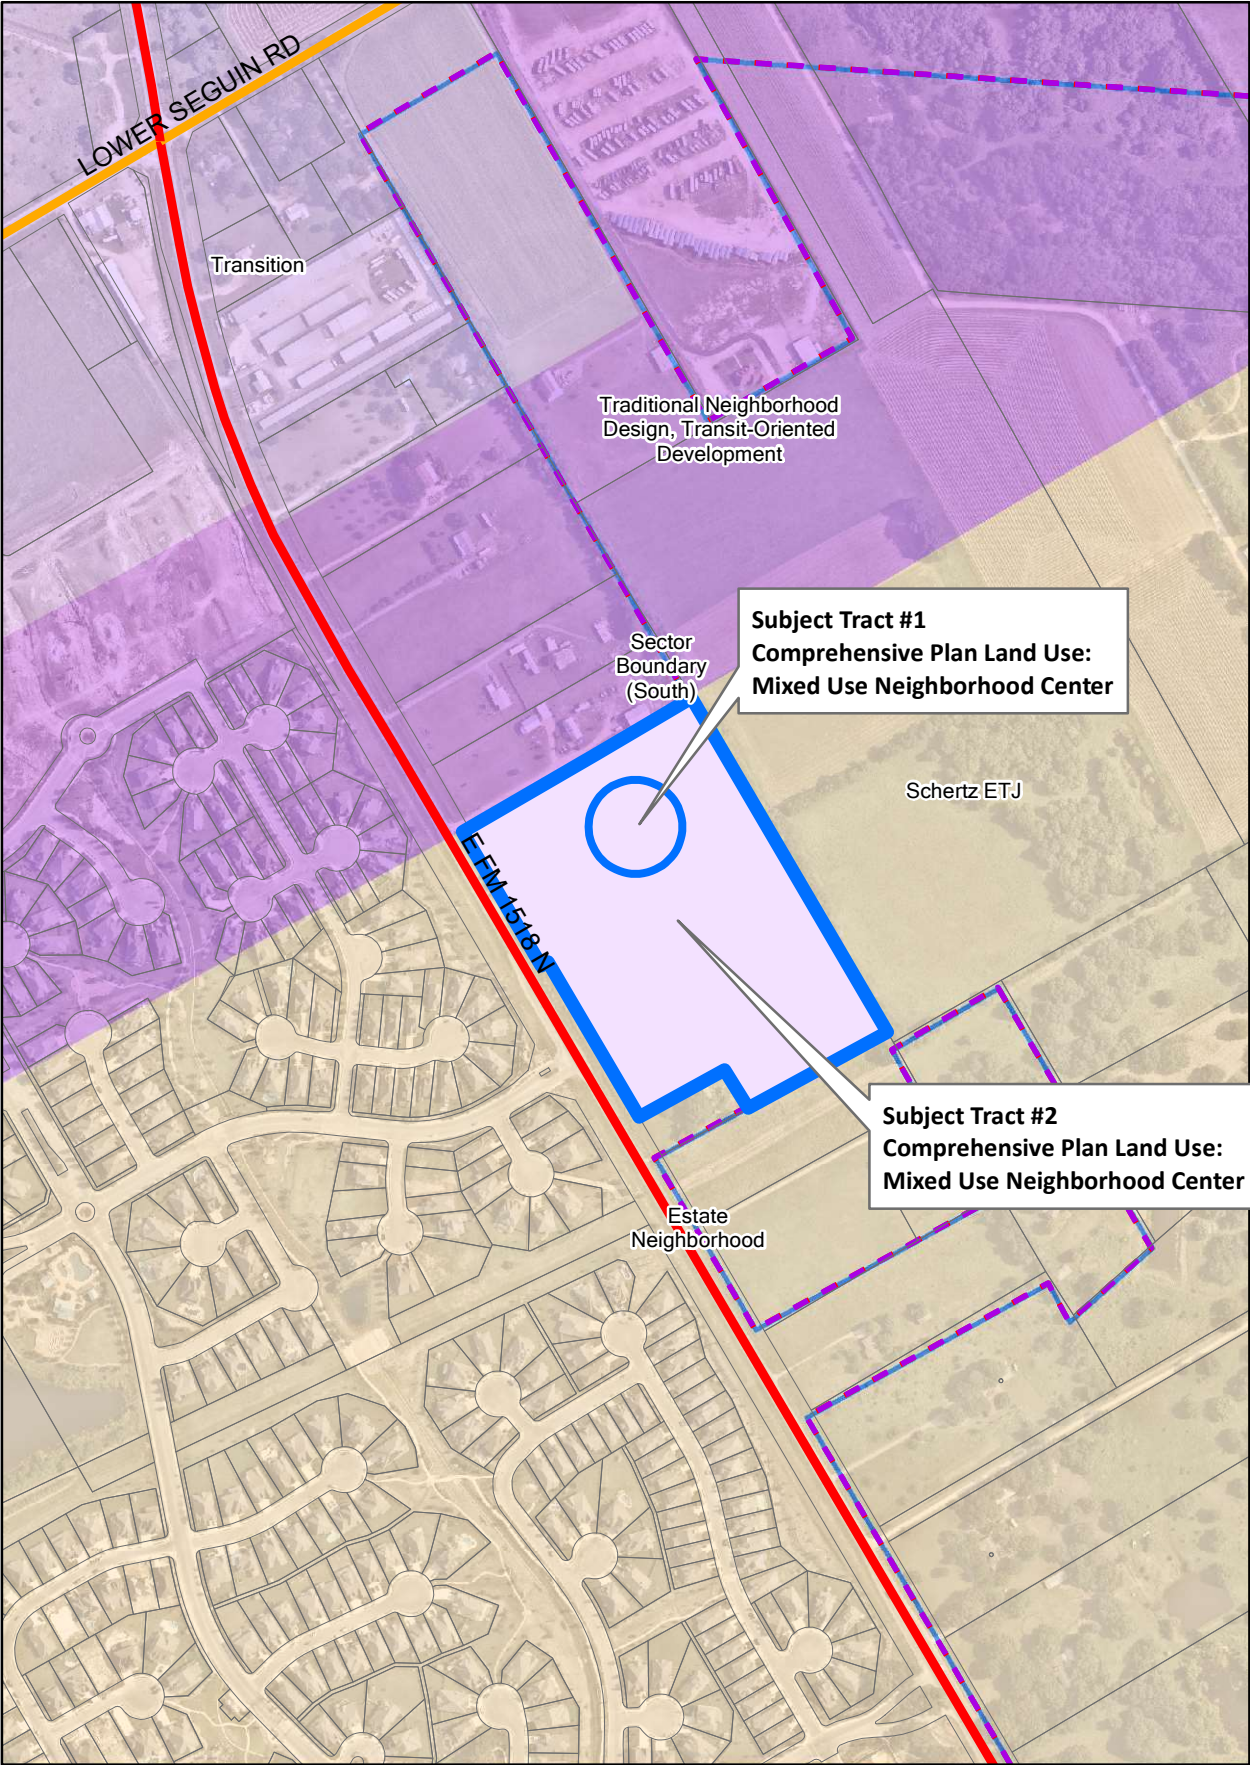 LOWER SEGUIN RD
Transition
Traditional Neighborhood
Design, Transit-Oriented
Development
Subject Tract #1
Comprehensive Plan Land Use:
Mixed Use Neighborhood Center
Sector
Boundary
(South)
Schertz ETJ
E FM 1518 N
Subject Tract #2
Comprehensive Plan Land Use:
Mixed Use Neighborhood Center
Estate
Neighborhood